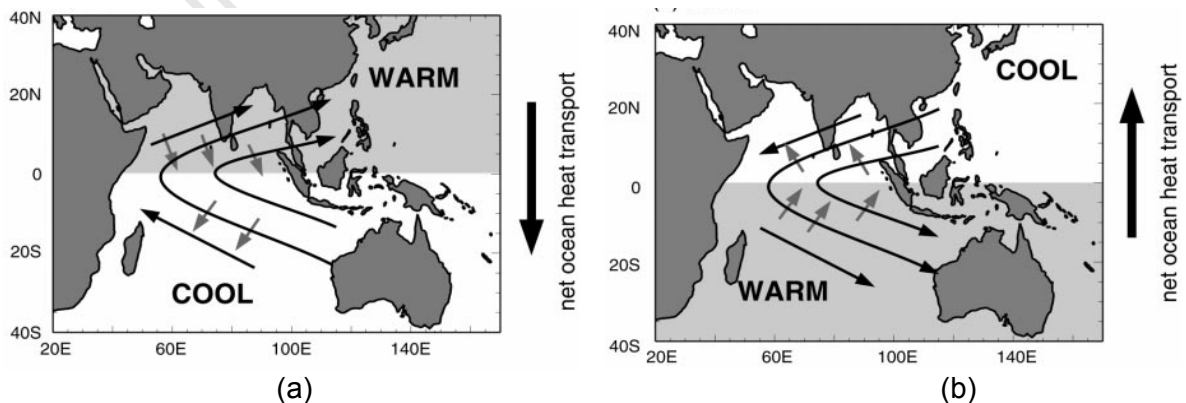 40N
20N
0
20S
40S
20E
60E
100E
140E
WARM
COOL
net ocean heat transport
(a)
40N
20N
0
20S
40S
20E
60E
100E
140E
COOL
WARM
net ocean heat transport
(b)